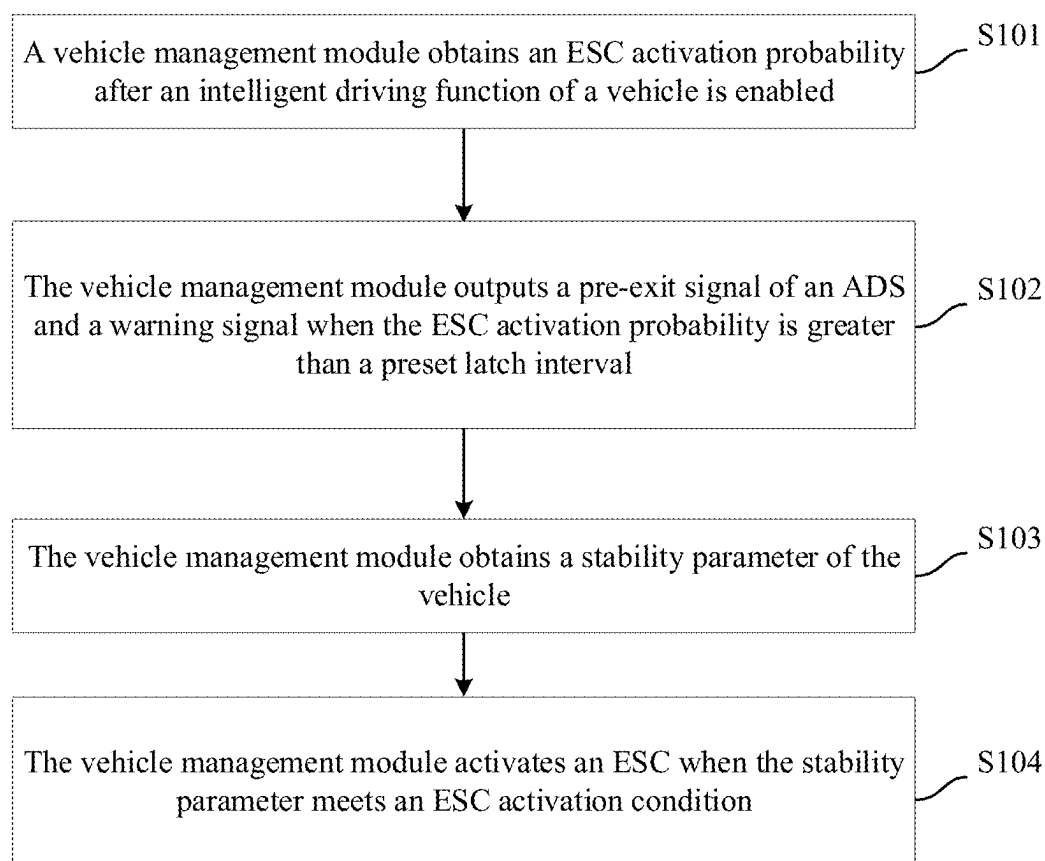 A vehicle management module obtains an ESC activation probability
after an intelligent driving function of a vehicle is enabled
S101
The vehicle management module outputs a pre-exit signal of an ADS
and a warning signal when the ESC activation probability is greater
than a preset latch interval
S102
The vehicle management module obtains a stability parameter of the
vehicle
S103
The vehicle management module activates an ESC when the stability
parameter meets an ESC activation condition
S104